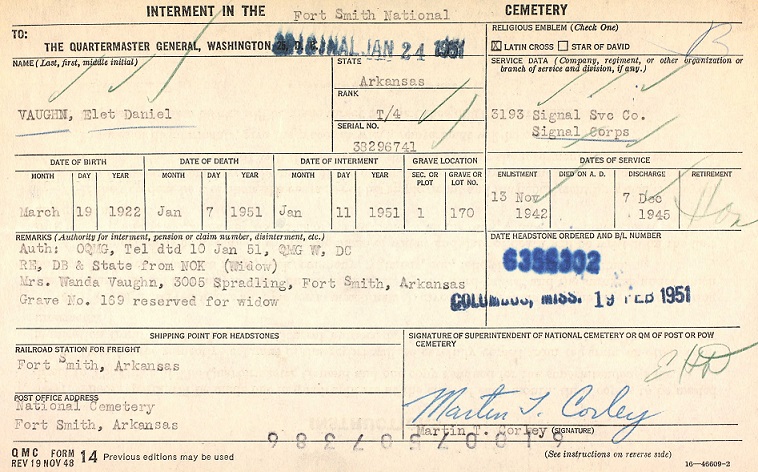 INTERMENT IN THE Fort Smith National CEMETERY
TO:
THE QUARTERMASTER GENERAL, WASHINGTON 25, D. C.
ORIGINAL JAN 24 1951
RELIGIOUS EMBLEM (Check One)
X LATIN CROSS STAR OF DAVID
B
NAME (Last, first, middle initial)
VAUGHN, Elet Daniel
STATE
Arkansas
RANK
T/4
SERIAL NO.
38296741
SERVICE DATA (Company, regiment, or other organization or
branch of service and division, if any.)
3193 Signal Svc Co.
Signal Corps
DATE OF BIRTH DATE OF DEATH DATE OF INTERMENT GRAVE LOCATION DATES OF SERVICE
MONTH DAY YEAR MONTH DAY YEAR MONTH DAY YEAR SEC. OR PLOT GRAVE OR LOT NO. ENLISTMENT DIED ON A. D. DISCHARGE RETIREMENT
March 19 1922 Jan 7 1951 Jan 11 1951 1 170 13 Nov 1942 7 Dec 1945 Hon
REMARKS (Authority for interment, pension or claim number, disinterment, etc.)
Auth: OQMG, Tel dtd 10 Jan 51, QMG W, DC
RE, DB & State from NOK (Widow)
Mrs. Wanda Vaughn, 3005 Spradling, Fort Smith, Arkansas
Grave No. 169 reserved for widow
DATE HEADSTONE ORDERED AND B/L NUMBER
6356302
COLUMBUS, MISS. 19 FEB 1951
SHIPPING POINT FOR HEADSTONES
RAILROAD STATION FOR FREIGHT
Fort Smith, Arkansas
POST OFFICE ADDRESS
National Cemetery
Fort Smith, Arkansas
SIGNATURE OF SUPERINTENDENT OF NATIONAL CEMETERY OR QM OF POST OR POW
CEMETERY
Martin T. Corley
Martin T. Corley (SIGNATURE)
QMC FORM
REV 19 NOV 48 14 Previous editions may be used
(See instructions on reverse side)
16—46609-2